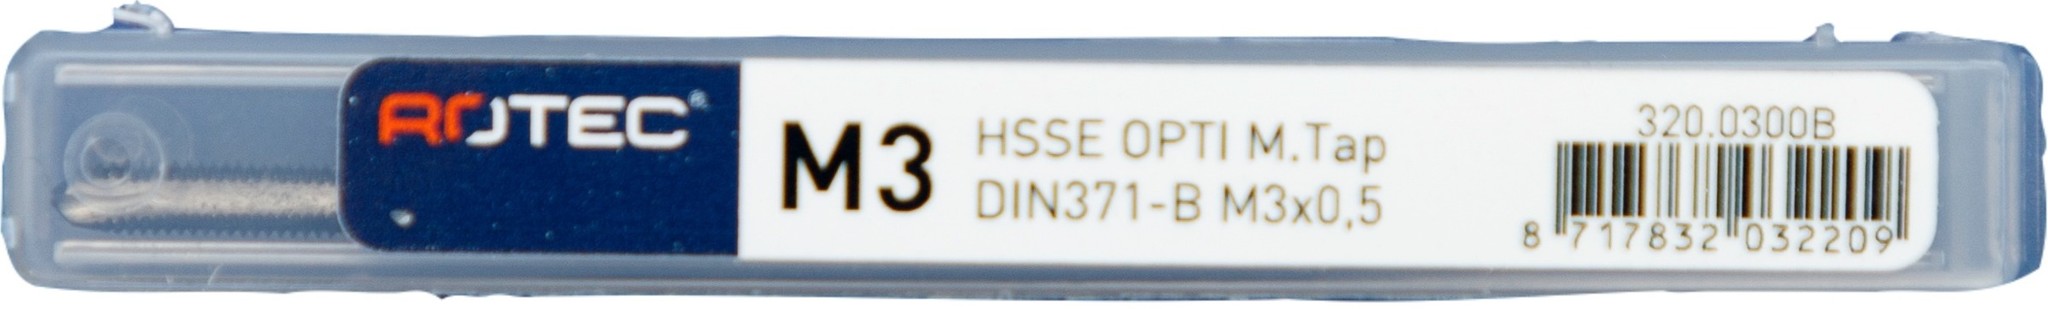 ROTEC®
M3
HSSE OPTI M.Tap
DIN371-B M3x0,5
320.0300B
8 717832 032209